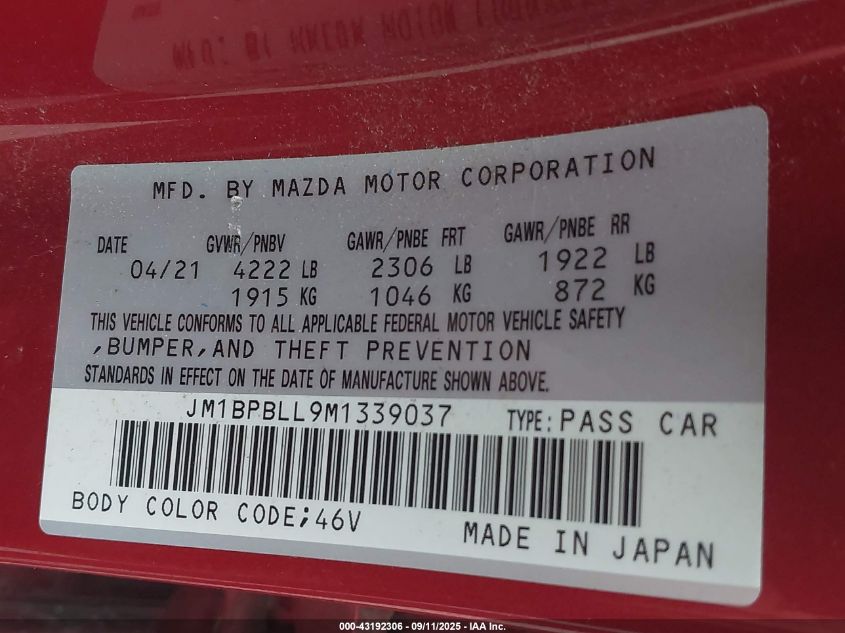 MFD. BY MAZDA MOTOR CORPORATION
DATE GVWR/PNBV GAWR/PNBE FRT GAWR/PNBE RR
04/21 4222 LB 2306 LB 1922 LB
1915 KG 1046 KG 872 KG
THIS VEHICLE CONFORMS TO ALL APPLICABLE FEDERAL MOTOR VEHICLE SAFETY
,BUMPER,AND THEFT PREVENTION
STANDARDS IN EFFECT ON THE DATE OF MANUFACTURE SHOWN ABOVE.
JM1BPBLL9M1339037 TYPE:PASS CAR
BODY COLOR CODE;46V
MADE IN JAPAN
000-43192306 - 09/11/2025 - IAA Inc.